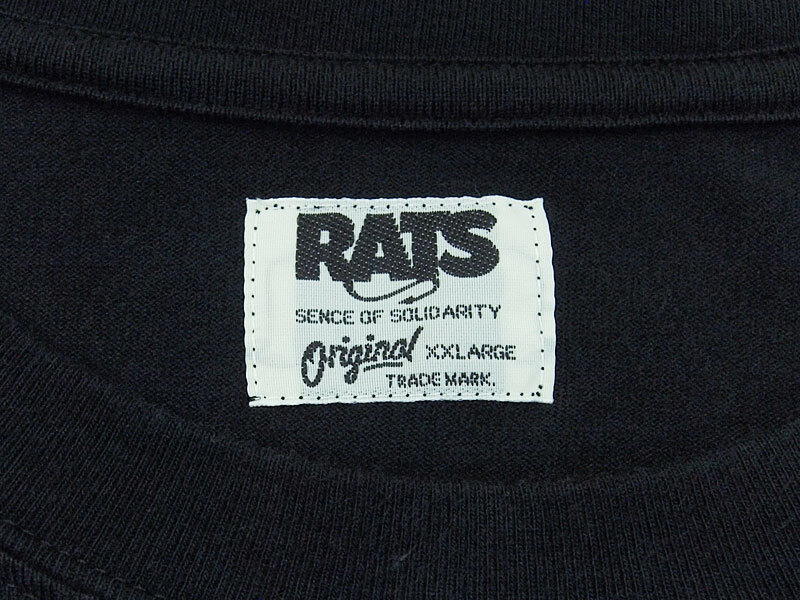 RATS
SENCE OF SOLIDARITY
Original XXLARGE
TRADE MARK.